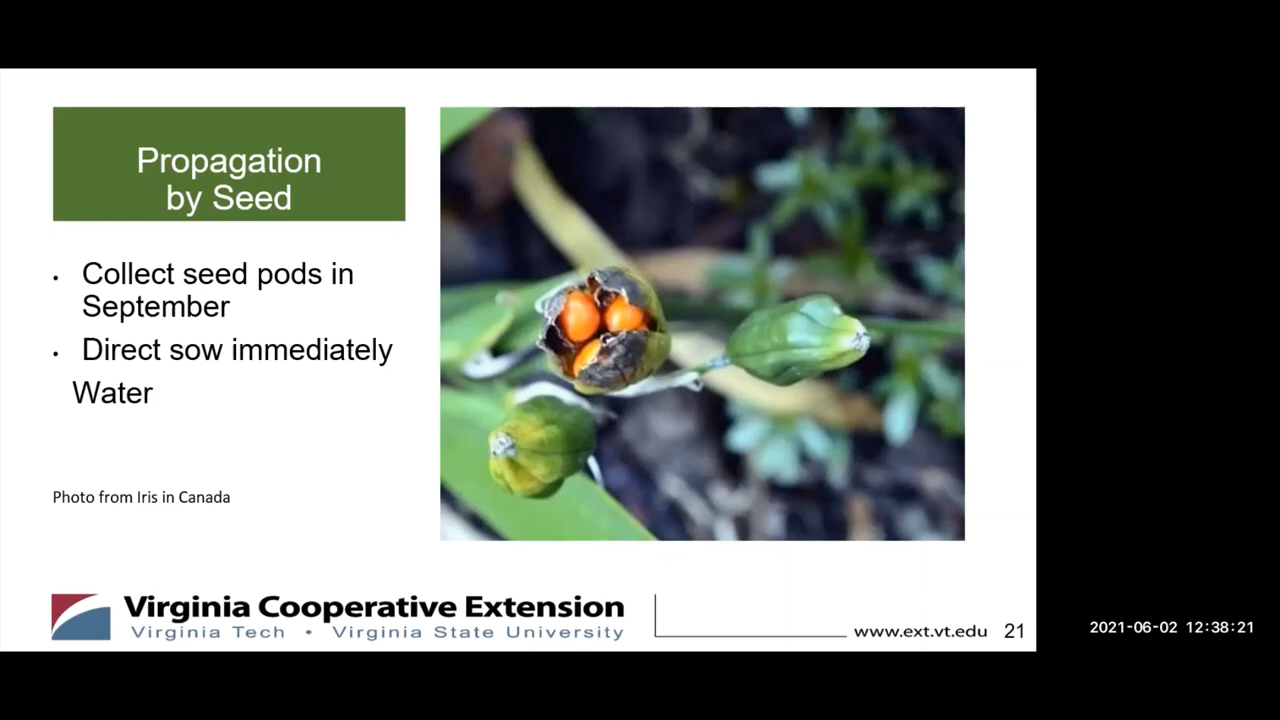 Propagation
by Seed
• Collect seed pods in
September
• Direct sow immediately
Water
Photo from Iris in Canada
Virginia Cooperative Extension
Virginia Tech • Virginia State University
www.ext.vt.edu 21
2021-06-02 12:38:21